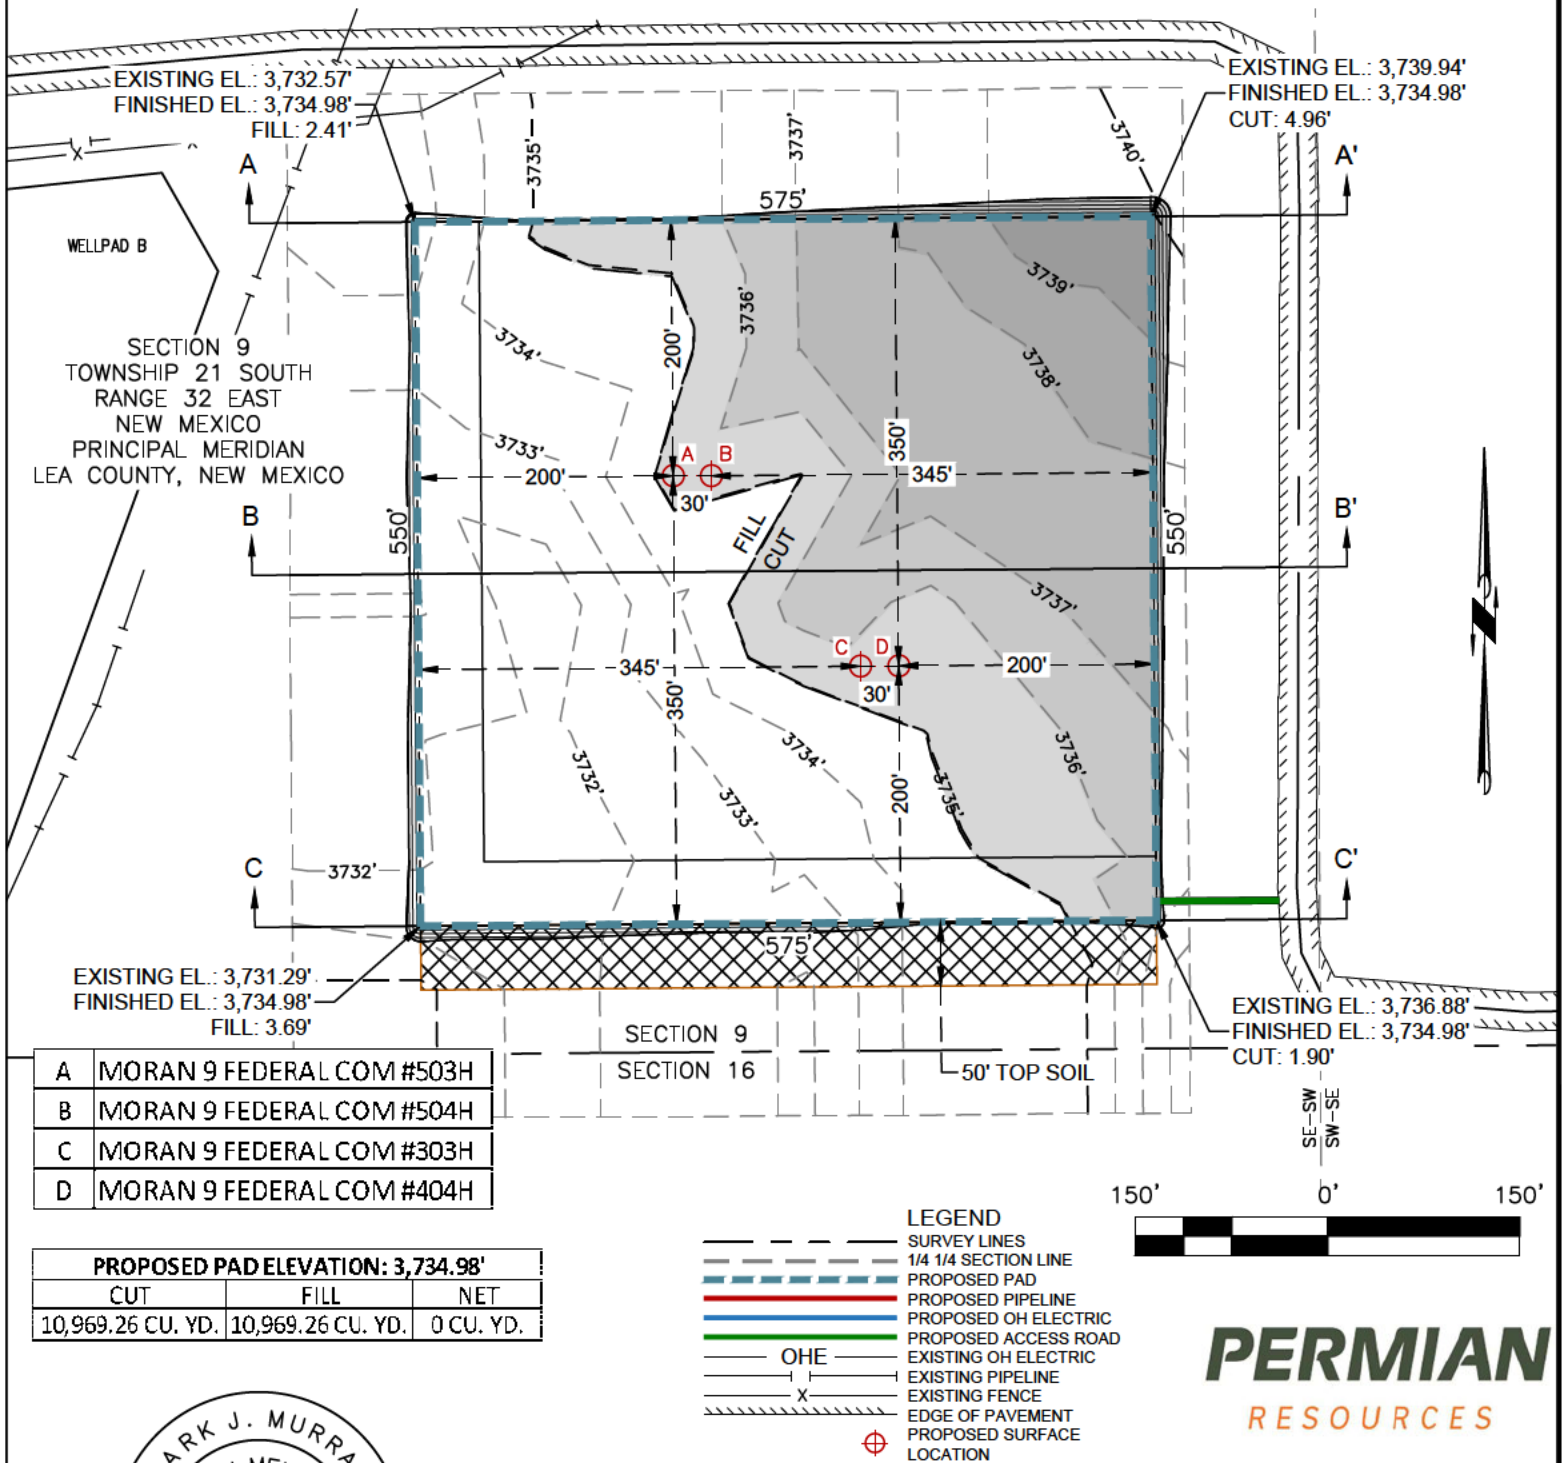 EXISTING EL.: 3,732.57'
FINISHED EL.: 3,734.98'
FILL: 2.41'
EXISTING EL.: 3,739.94'
FINISHED EL.: 3,734.98'
CUT: 4.96'
A
A'
3735'
3737'
3740'
575'
X
WELLPAD B
SECTION 9
TOWNSHIP 21 SOUTH
RANGE 32 EAST
NEW MEXICO
PRINCIPAL MERIDIAN
LEA COUNTY, NEW MEXICO
3734'
3736'
3739'
3738'
200'
350'
3733'
A
B
200'
30'
345'
B
B'
550'
550'
FILL
CUT
3737'
C
D
345'
30'
200'
350'
3732'
3733'
3734'
200'
3735'
3736'
3732'
C
C'
575'
EXISTING EL.: 3,731.29'
FINISHED EL.: 3,734.98'
FILL: 3.69'
EXISTING EL.: 3,736.88'
FINISHED EL.: 3,734.98'
CUT: 1.90'
SECTION 9
SECTION 16
50' TOP SOIL
SE-SW
SW-SE
A MORAN 9 FEDERAL COM #503H
B MORAN 9 FEDERAL COM #504H
C MORAN 9 FEDERAL COM #303H
D MORAN 9 FEDERAL COM #404H
150' 0' 150'
PROPOSED PAD ELEVATION: 3,734.98'
CUT FILL NET
10,969.26 CU. YD. 10,969.26 CU. YD. 0 CU. YD.
LEGEND
SURVEY LINES
1/4 1/4 SECTION LINE
PROPOSED PAD
PROPOSED PIPELINE
PROPOSED OH ELECTRIC
PROPOSED ACCESS ROAD
OHE EXISTING OH ELECTRIC
EXISTING PIPELINE
X EXISTING FENCE
EDGE OF PAVEMENT
PROPOSED SURFACE
LOCATION
PERMIAN
RESOURCES
ARK J. MURRA